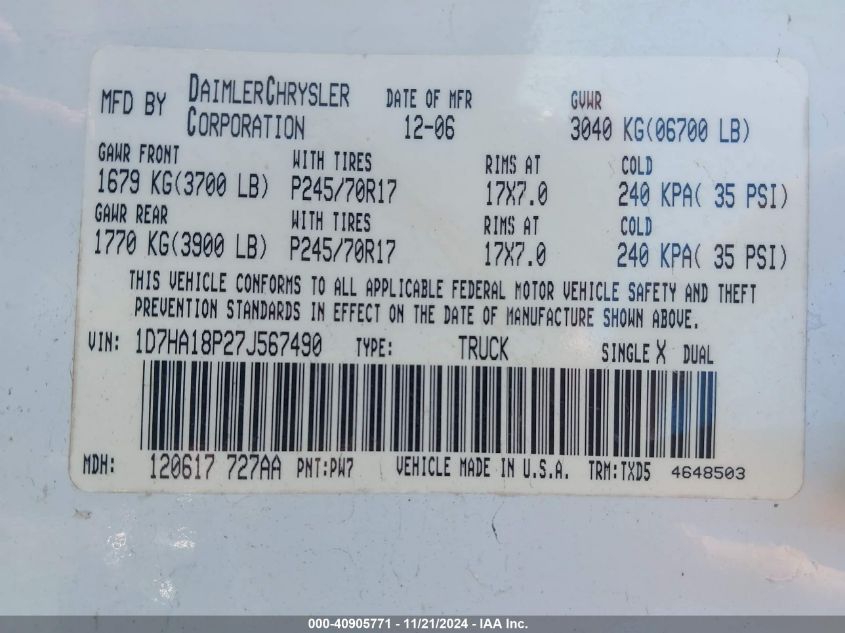 MFD BY DAIMLERCHRYSLER CORPORATION DATE OF MFR 12-06 GVWR 3040 KG(06700 LB)
GAWR FRONT WITH TIRES RIMS AT COLD
1679 KG(3700 LB) P245/70R17 17X7.0 240 KPA( 35 PSI)
GAWR REAR WITH TIRES RIMS AT COLD
1770 KG(3900 LB) P245/70R17 17X7.0 240 KPA( 35 PSI)
THIS VEHICLE CONFORMS TO ALL APPLICABLE FEDERAL MOTOR VEHICLE SAFETY AND THEFT
PREVENTION STANDARDS IN EFFECT ON THE DATE OF MANUFACTURE SHOWN ABOVE.
VIN: 1D7HA18P27J567490 TYPE: TRUCK SINGLE X DUAL
MDH: 120617 727AA PNT:PW7 VEHICLE MADE IN U.S.A. TRM:TXD5 4648503
000-40905771 - 11/21/2024 - IAA Inc.